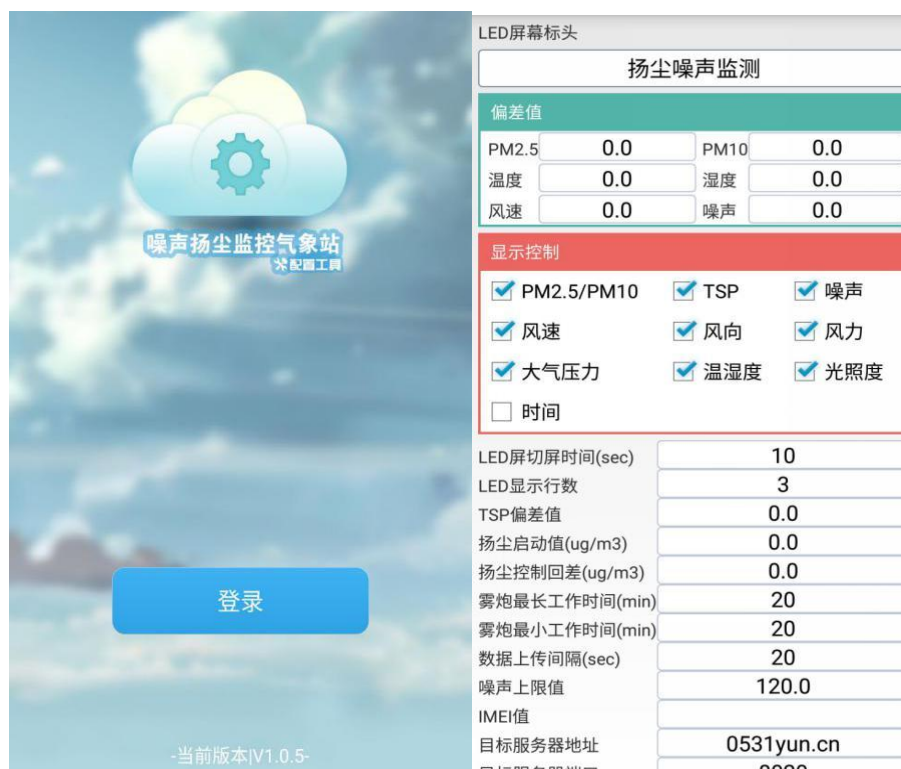 噪声扬尘监控气象站
配置工具
登录
-当前版本|V1.0.5-
LED屏幕标头
扬尘噪声监测
偏差值
PM2.5 0.0 PM10 0.0
温度 0.0 湿度 0.0
风速 0.0 噪声 0.0
显示控制
PM2.5/PM10 TSP 噪声
风速 风向 风力
大气压力 温湿度 光照度
时间
LED屏切屏时间(sec) 10
LED显示行数 3
TSP偏差值 0.0
扬尘启动值(ug/m3) 0.0
扬尘控制回差(ug/m3) 0.0
雾炮最长工作时间(min) 20
雾炮最小工作时间(min) 20
数据上传间隔(sec) 20
噪声上限值 120.0
IMEI值
目标服务器地址 0531yun.cn